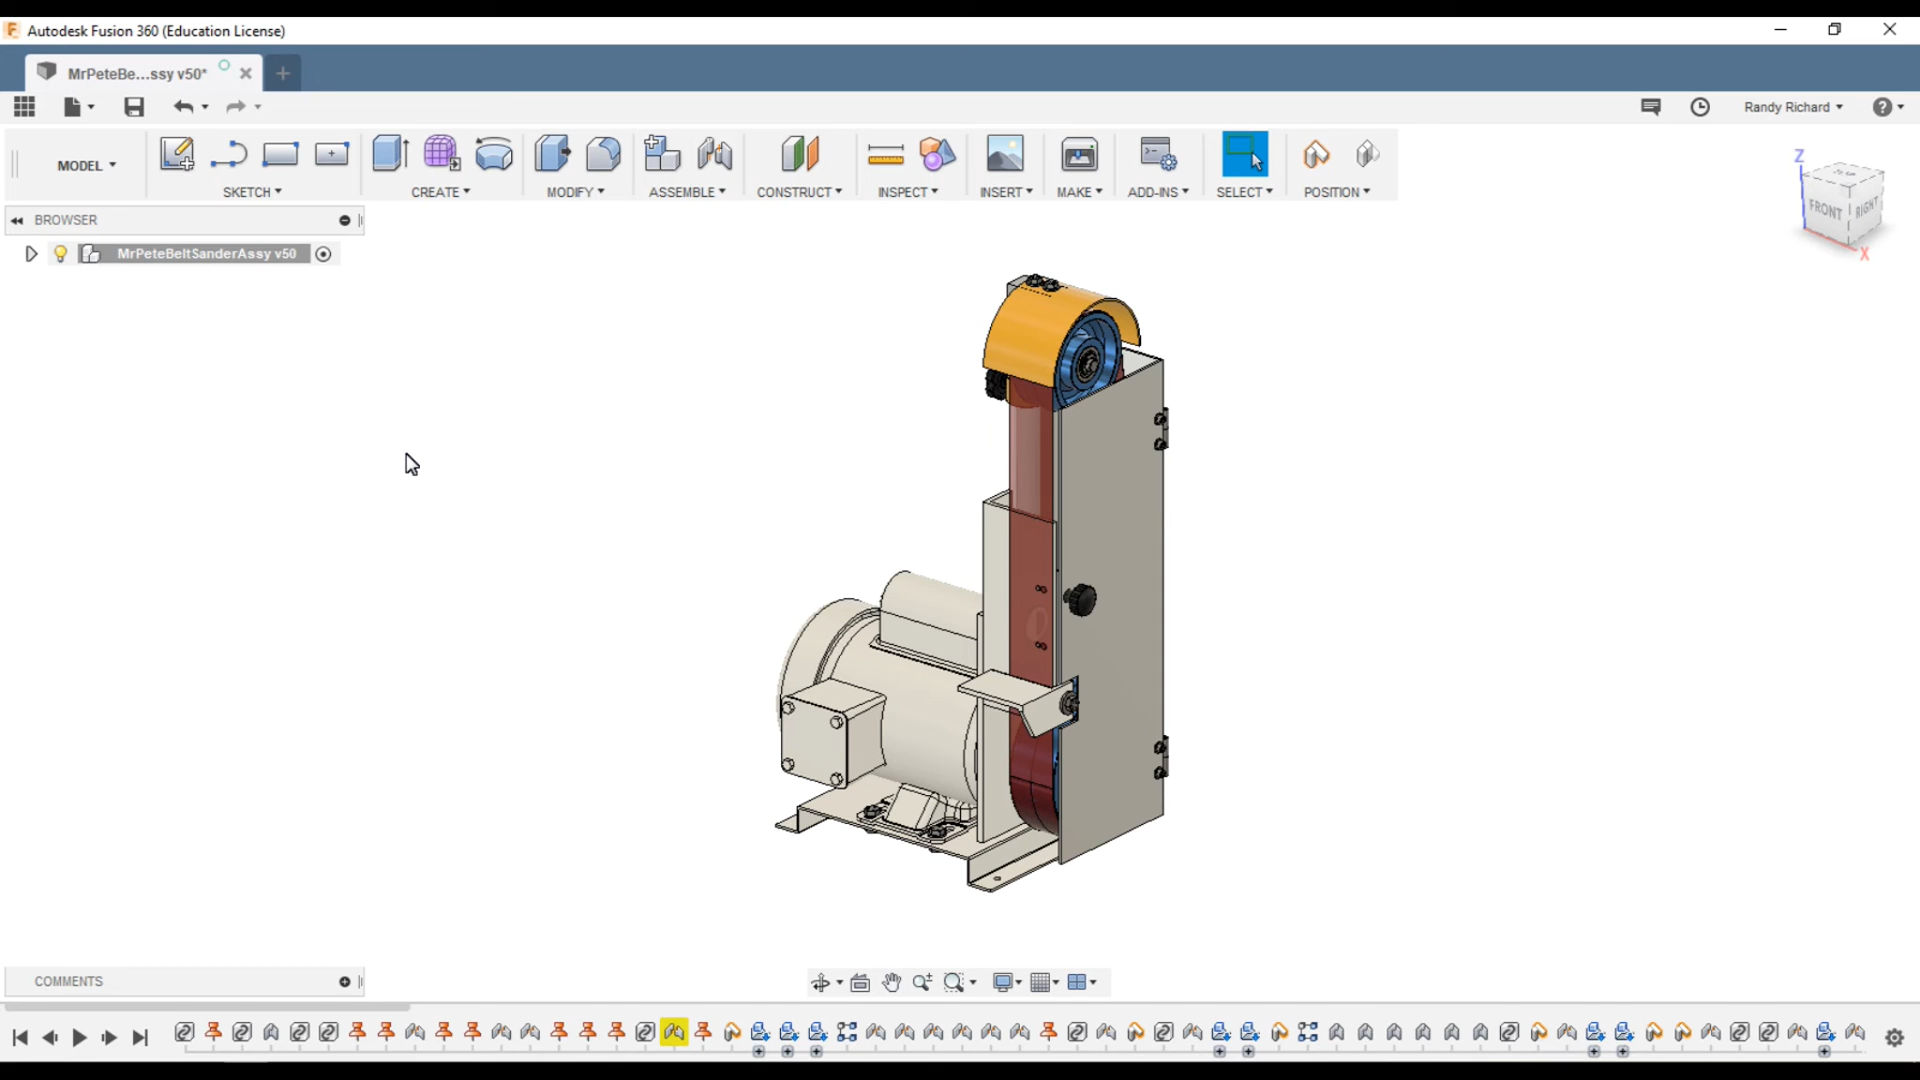 F Autodesk Fusion 360 (Education License)
MrPeteBe...ssy v50*
Randy Richard
?
MODEL
SKETCH
CREATE
MODIFY
ASSEMBLE
CONSTRUCT
INSPECT
INSERT
MAKE
ADD-INS
SELECT
POSITION
BROWSER
MrPeteBeltSanderAssy v50
Z
TOP
FRONT
RIGHT
X
COMMENTS